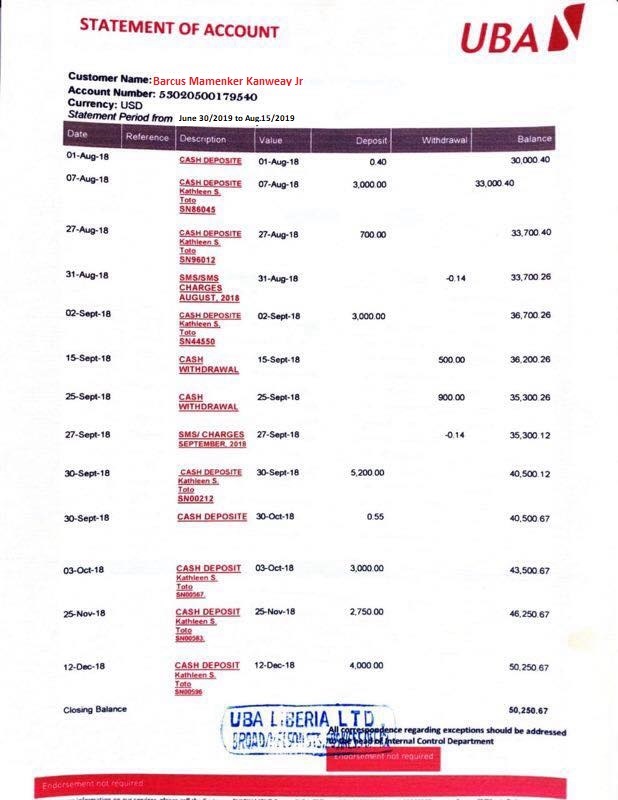 STATEMENT OF ACCOUNT
UBA
Customer Name: Barcus Mamenker Kanweay Jr
Account Number: 53020500179540
Currency: USD
Statement Period from June 30/2019 to Aug.15/2019
Date Reference Description Value Deposit Withdrawal Balance
01-Aug-18 CASH DEPOSITE 01-Aug-18 0.40 30,000.40
07-Aug-18 CASH DEPOSITE 07-Aug-18 3,000.00 33,000.40
Kathleen S.
Toto
SN86045
27-Aug-18 CASH DEPOSITE 27-Aug-18 700.00 33,700.40
Kathleen S.
Toto
SN96012
31-Aug-18 SMS/SMS 31-Aug-18 -0.14 33,700.26
CHARGES
AUGUST, 2018
02-Sept-18 CASH DEPOSITE 02-Sept-18 3,000.00 36,700.26
Kathleen S.
Toto
SN44550
15-Sept-18 CASH 15-Sept-18 500.00 36,200.26
WITHDRAWAL
25-Sept-18 CASH 25-Sept-18 900.00 35,300.26
WITHDRAWAL
27-Sept-18 SMS/ CHARGES 27-Sept-18 -0.14 35,300.12
SEPTEMBER, 2018
30-Sept-18 CASH DEPOSITE 30-Sept-18 5,200.00 40,500.12
Kathleen S.
Toto
SN00212
30-Sept-18 CASH DEPOSITE 30-Oct-18 0.55 40,500.67
03-Oct-18 CASH DEPOSIT 03-Oct-18 3,000.00 43,500.67
Kathleen S.
Toto
SN00567.
25-Nov-18 CASH DEPOSIT 25-Nov-18 2,750.00 46,250.67
Kathleen S.
Toto
SN00583.
12-Dec-18 CASH DEPOSIT 12-Dec-18 4,000.00 50,250.67
Kathleen S.
Toto
SN00596
Closing Balance 50,250.67
UBA LIBERIA LTD.
All correspondence regarding exceptions should be addressed
to the head of Internal Control Department
Endorsement not required
Endorsement not required